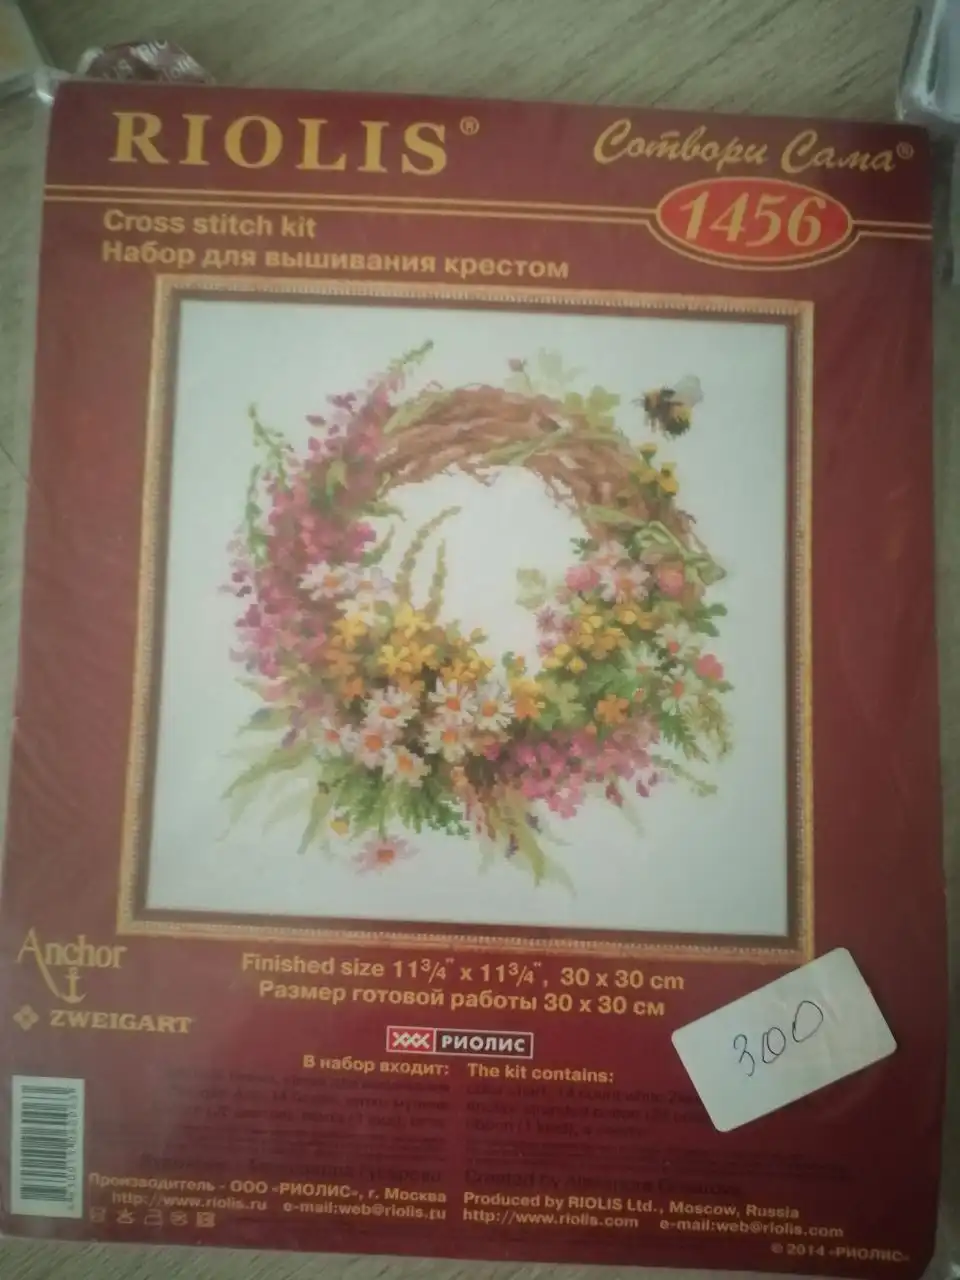 RIOLIS®
Сотвори Сама®
1456
Cross stitch kit
Набор для вышивания крестом
Anchor
ZWEIGART
Finished size 11¾" x 11¾", 30 x 30 cm
Размер готовой работы 30 x 30 см
300
РИОЛИС
В набор входит:
The kit contains:
Производитель - ООО «РИОЛИС», г. Москва
http://www.riolis.ru e-mail:web@riolis.ru
Produced by RIOLIS Ltd., Moscow, Russia
http://www.riolis.com e-mail:web@riolis.com
© 2014 «РИОЛИС»